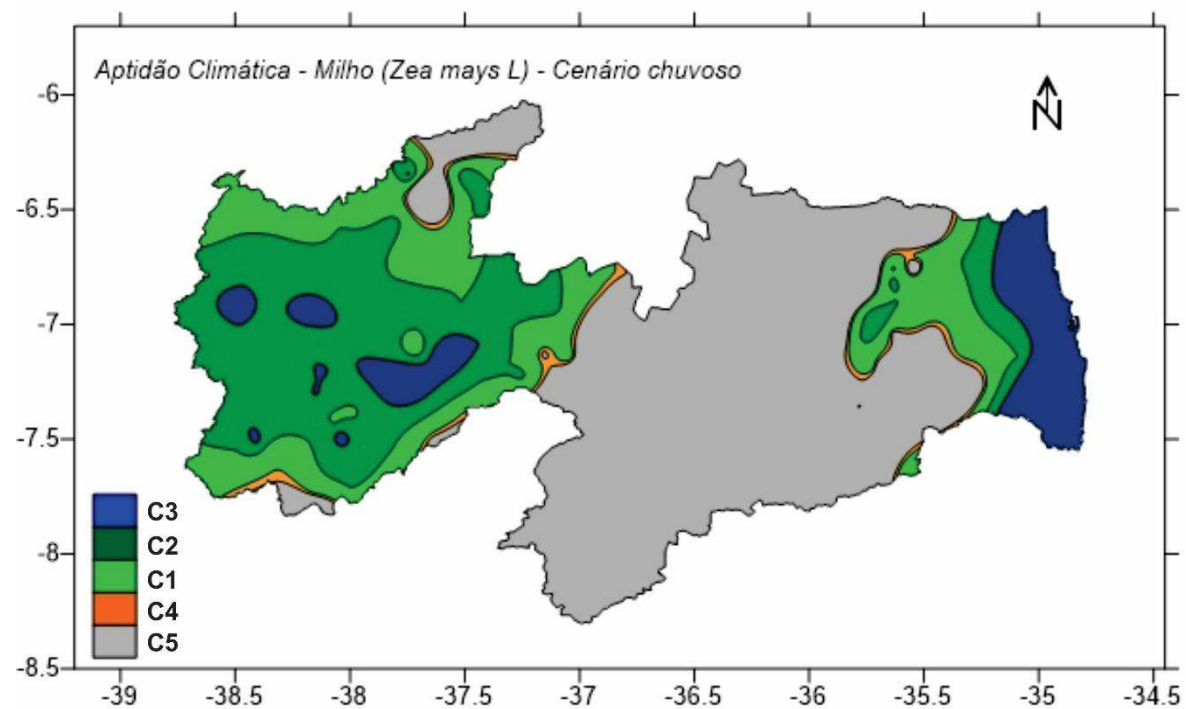 Aptidão Climática - Milho (Zea mays L) - Cenário chuvoso
N
-6
-6.5
-7
-7.5
-8
-8.5
C3
C2
C1
C4
C5
-39 -38.5 -38 -37.5 -37 -36.5 -36 -35.5 -35 -34.5